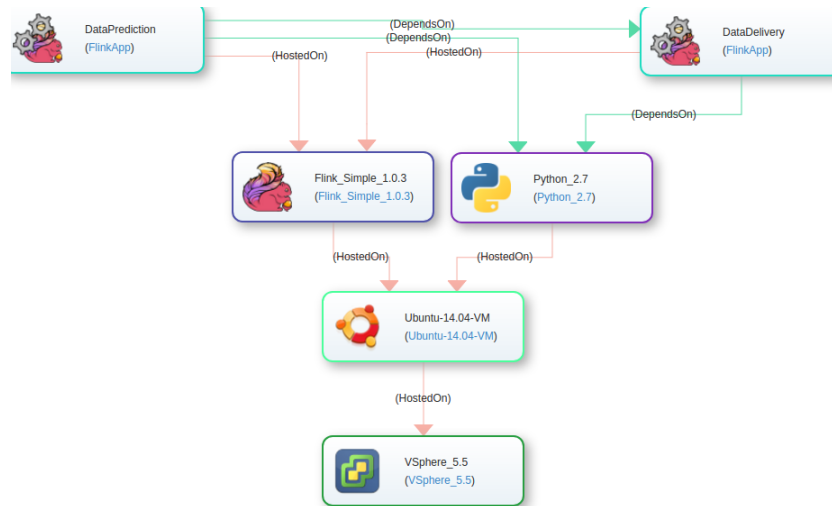 DataPrediction
(FlinkApp)
(DependsOn)
(DependsOn)
(HostedOn)
(HostedOn)
DataDelivery
(FlinkApp)
(DependsOn)
Flink_Simple_1.0.3
(Flink_Simple_1.0.3)
Python_2.7
(Python_2.7)
(HostedOn)
(HostedOn)
Ubuntu-14.04-VM
(Ubuntu-14.04-VM)
(HostedOn)
VSphere_5.5
(VSphere_5.5)